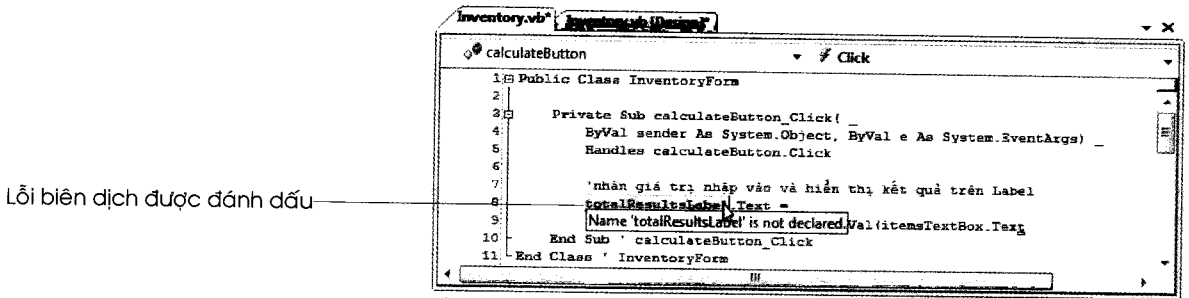 Inventory.vb* Inventory.vb [Design]*
calculateButton Click
1 Public Class InventoryForm
2
3 Private Sub calculateButton_Click( _
4 ByVal sender As System.Object, ByVal e As System.EventArgs) _
5 Handles calculateButton.Click
6
7 'nhân giá trị nhập vào và hiển thị kết quả trên Label
Lỗi biên dịch được đánh dấu
8 totalResultsLabel.Text =
9 Name 'totalResultsLabel' is not declared. Val(itemsTextBox.Text
10 End Sub ' calculateButton_Click
11 End Class ' InventoryForm